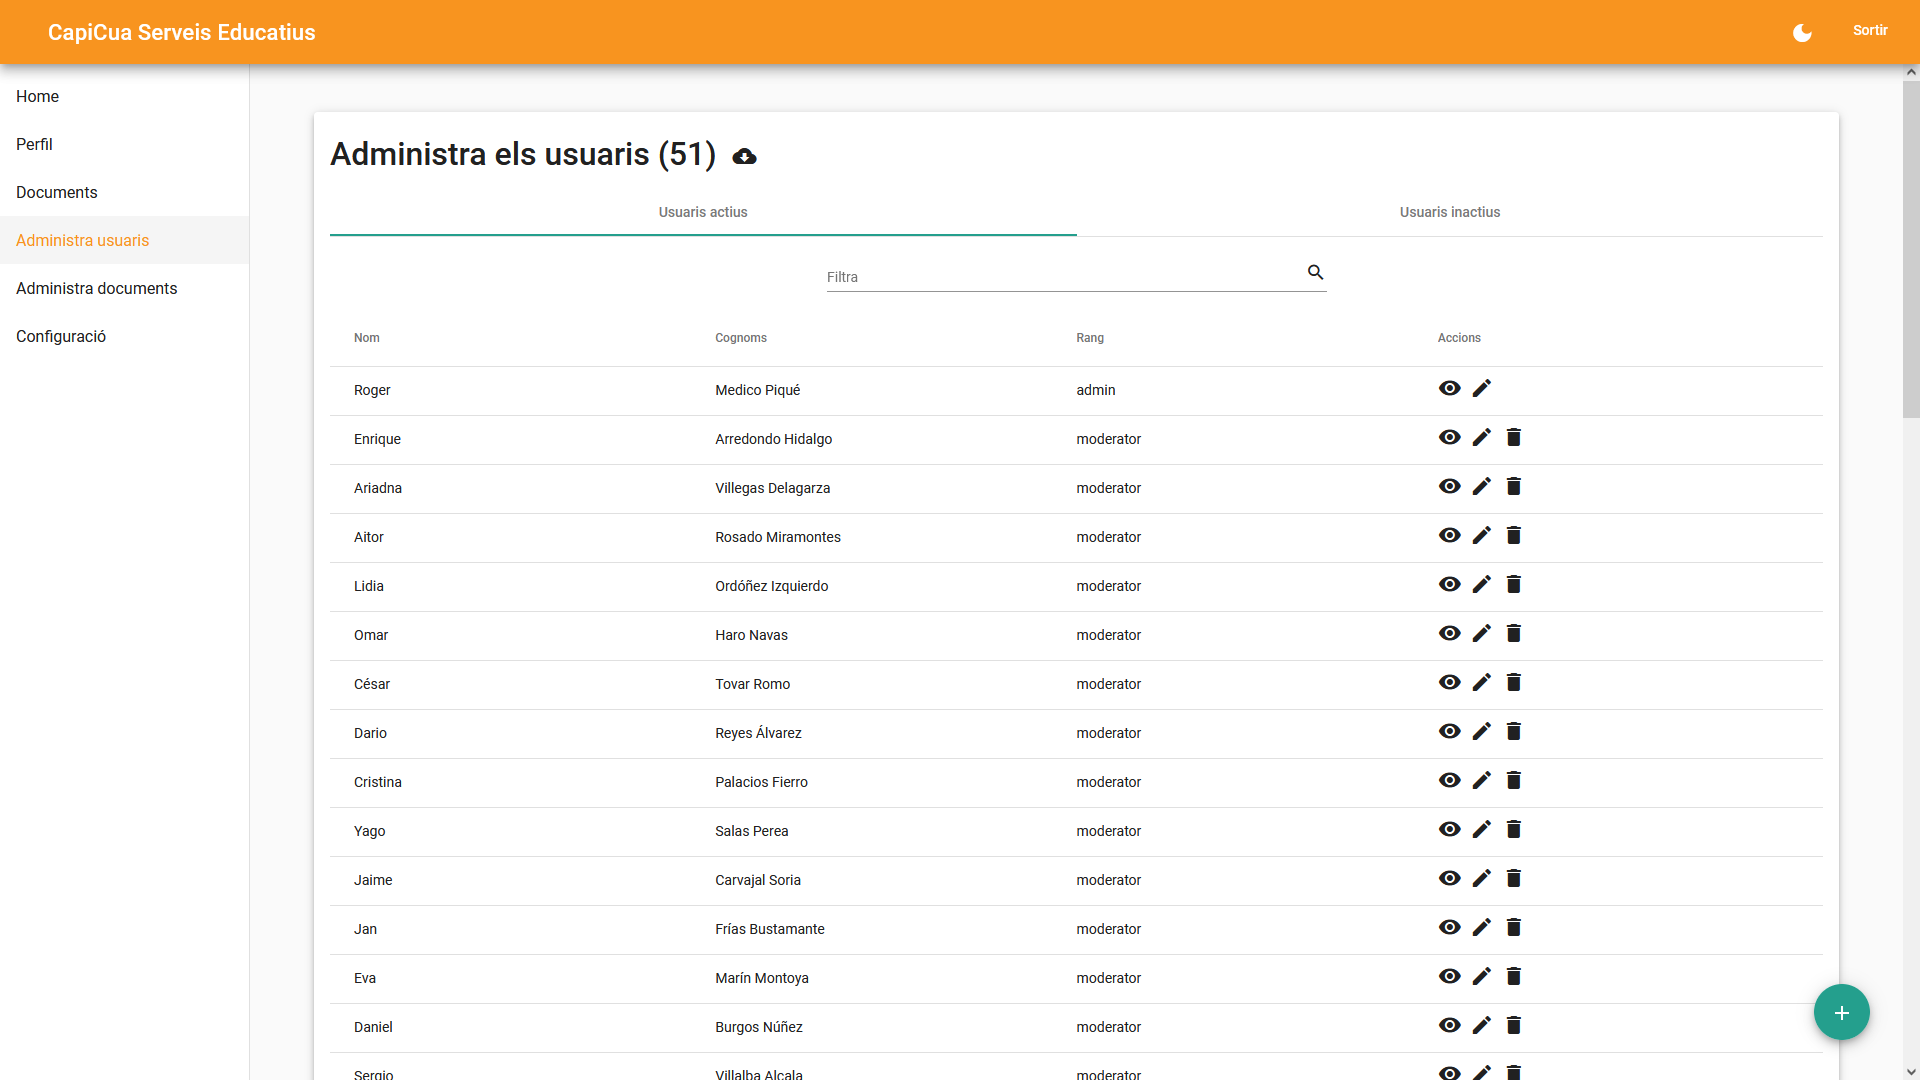 CapiCua Serveis Educatius
Sortir
Home
Perfil
Documents
Administra usuaris
Administra documents
Configuració
Administra els usuaris (51)
Usuaris actius Usuaris inactius
Filtra
Nom Cognoms Rang Accions
Roger Medico Piqué admin
Enrique Arredondo Hidalgo moderator
Ariadna Villegas Delagarza moderator
Aitor Rosado Miramontes moderator
Lidia Ordóñez Izquierdo moderator
Omar Haro Navas moderator
César Tovar Romo moderator
Dario Reyes Álvarez moderator
Cristina Palacios Fierro moderator
Yago Salas Perea moderator
Jaime Carvajal Soria moderator
Jan Frías Bustamante moderator
Eva Marín Montoya moderator
Daniel Burgos Núñez moderator
Sergio Villalba Alcala moderator